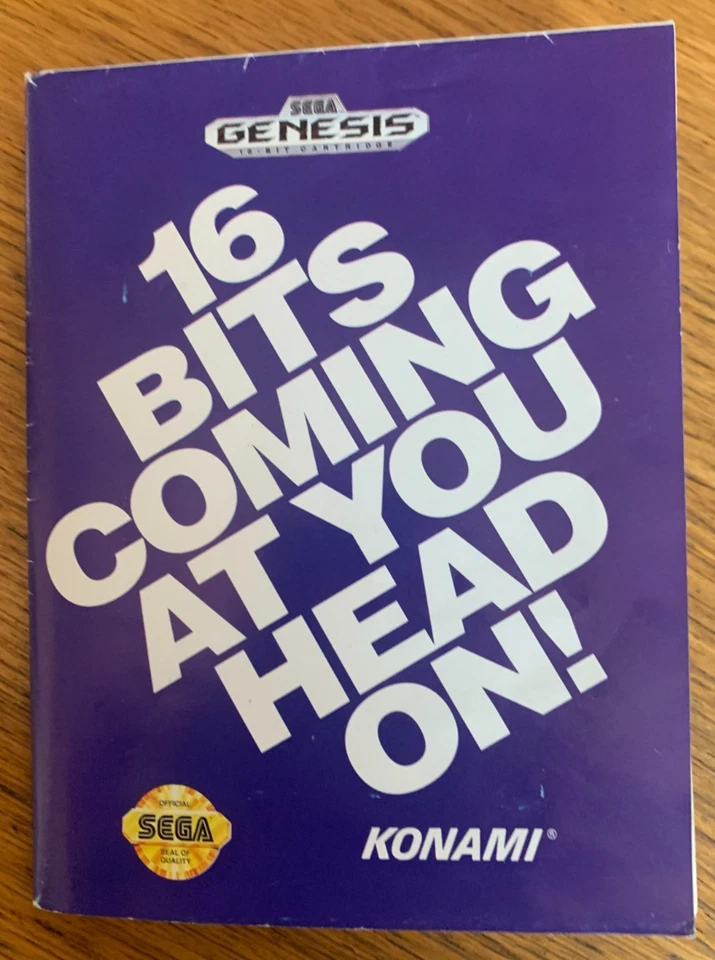 SEGA
GENESIS
16-BIT CARTRIDGE
16
BITS
COMING
AT YOU
HEAD
ON!
OFFICIAL
SEGA
SEAL OF
QUALITY
KONAMI®